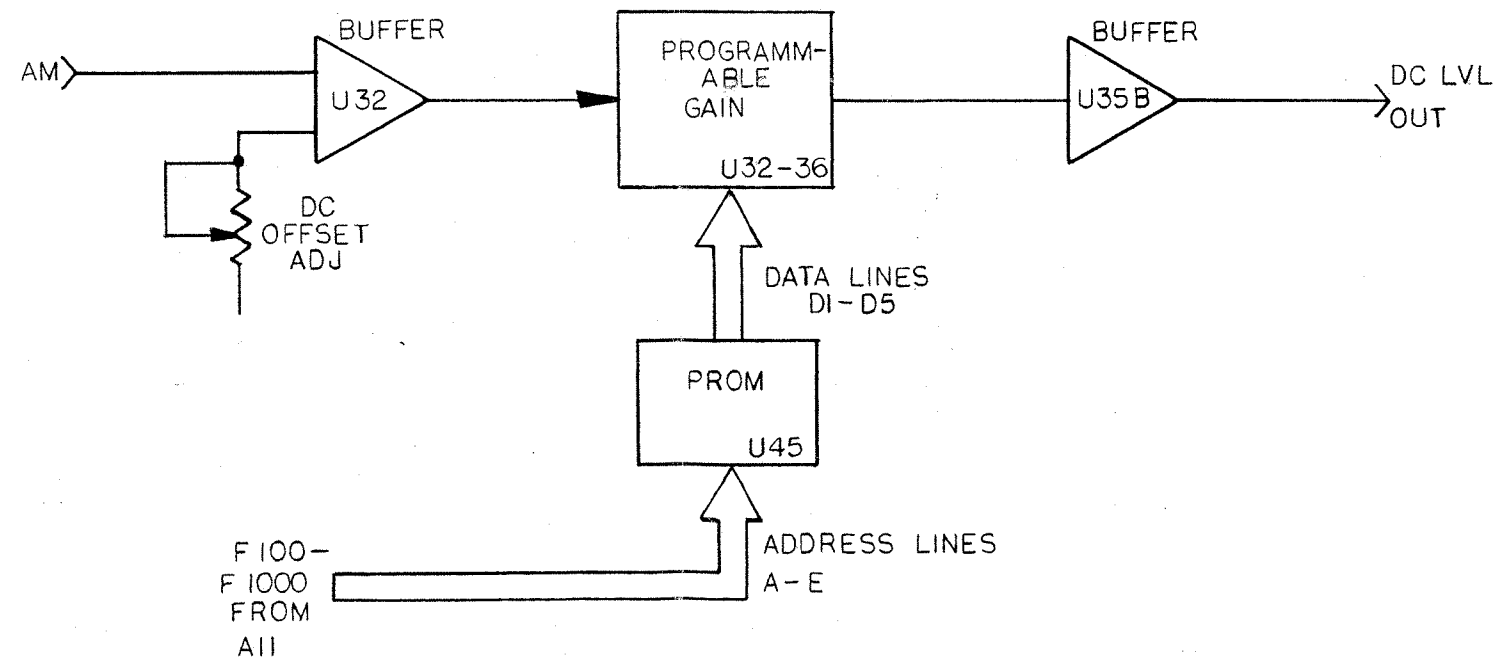 BUFFER
AM
U32
DC
OFFSET
ADJ
PROGRAMM-
ABLE
GAIN
U32-36
BUFFER
U35B
DC LVL
OUT
DATA LINES
D1-D5
PROM
U45
ADDRESS LINES
A-E
F100-
F1000
FROM
A11